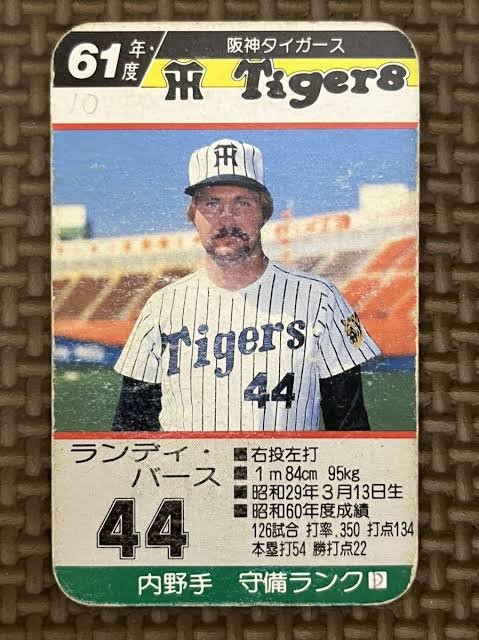 61年度
阪神タイガース
TH Tigers
10
TH
Tigers
44
ランディ・
バース
44
■右投左打
■1m84cm 95kg
■昭和29年3月13日生
■昭和60年度成績
126試合 打率.350 打点134
本塁打54 勝打点22
内野手 守備ランクD